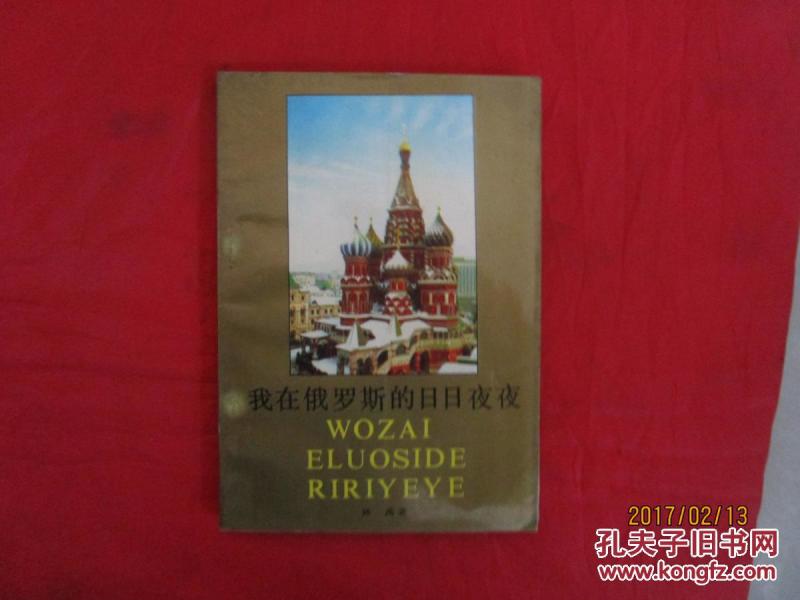 我在俄罗斯的日日夜夜
WOZAI
ELUOSIDE
RIRIYEYE
2017/02/13
孔夫子旧书网
www.kongfz.com